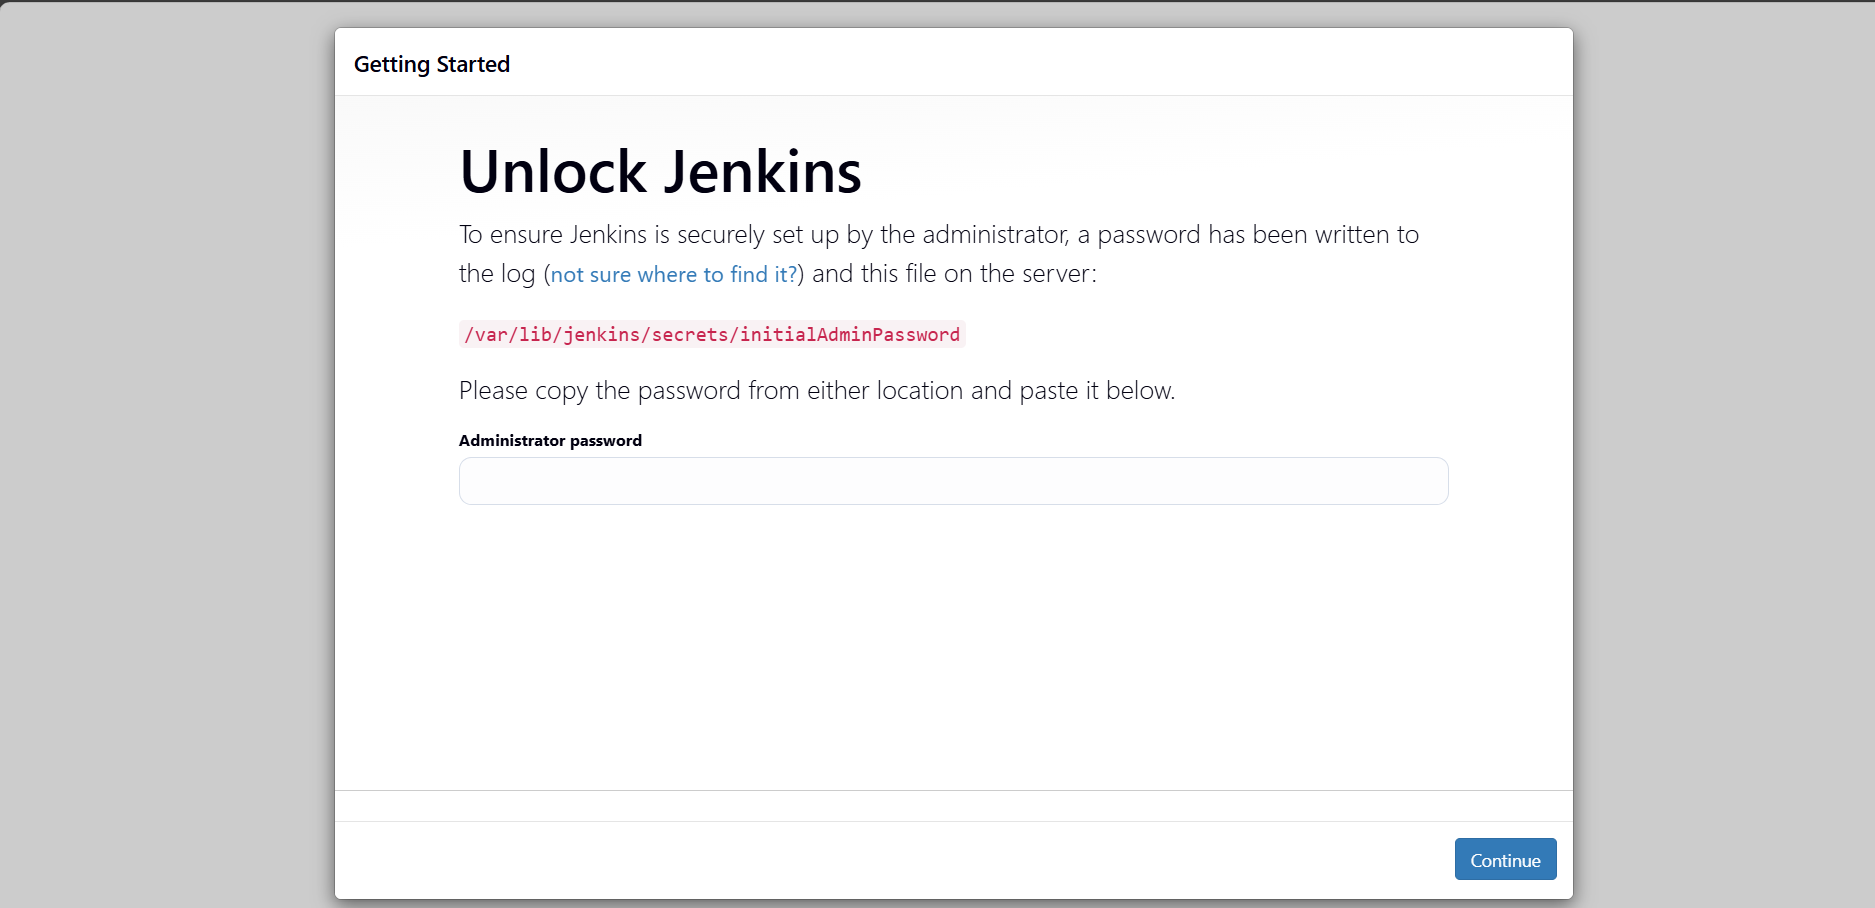 Getting Started
Unlock Jenkins
To ensure Jenkins is securely set up by the administrator, a password has been written to
the log (not sure where to find it?) and this file on the server:
/var/lib/jenkins/secrets/initialAdminPassword
Please copy the password from either location and paste it below.
Administrator password
Continue